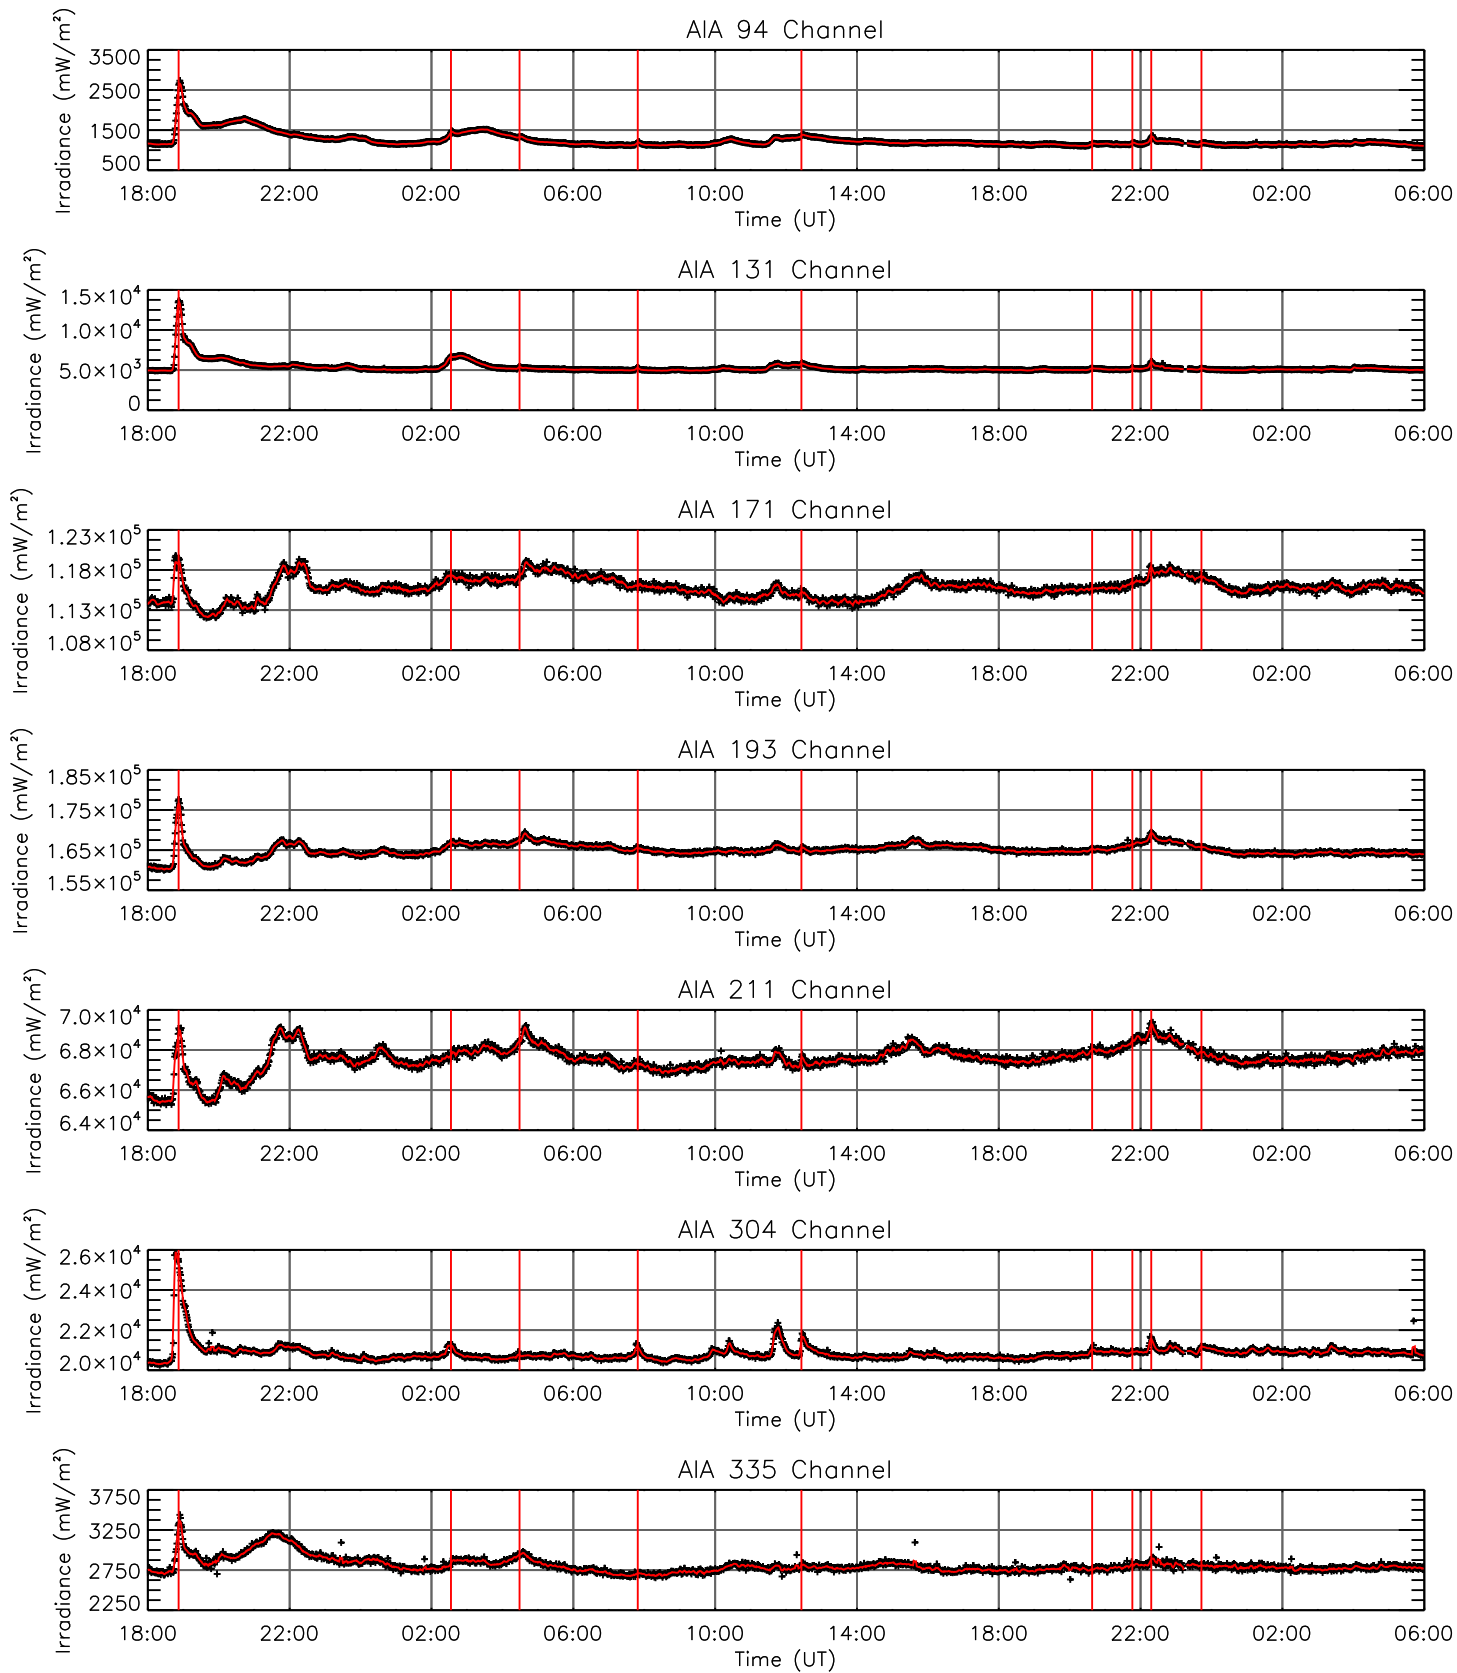 AIA 94 Channel
Irradiance (mW/m²)
3500
2500
1500
500
18:00 22:00 02:00 06:00 10:00 14:00 18:00 22:00 02:00 06:00
Time (UT)
AIA 131 Channel
Irradiance (mW/m²)
1.5×10⁴
1.0×10⁴
5.0×10³
0
18:00 22:00 02:00 06:00 10:00 14:00 18:00 22:00 02:00 06:00
Time (UT)
AIA 171 Channel
Irradiance (mW/m²)
1.23×10⁵
1.18×10⁵
1.13×10⁵
1.08×10⁵
18:00 22:00 02:00 06:00 10:00 14:00 18:00 22:00 02:00 06:00
Time (UT)
AIA 193 Channel
Irradiance (mW/m²)
1.85×10⁵
1.75×10⁵
1.65×10⁵
1.55×10⁵
18:00 22:00 02:00 06:00 10:00 14:00 18:00 22:00 02:00 06:00
Time (UT)
AIA 211 Channel
Irradiance (mW/m²)
7.0×10⁴
6.8×10⁴
6.6×10⁴
6.4×10⁴
18:00 22:00 02:00 06:00 10:00 14:00 18:00 22:00 02:00 06:00
Time (UT)
AIA 304 Channel
Irradiance (mW/m²)
2.6×10⁴
2.4×10⁴
2.2×10⁴
2.0×10⁴
18:00 22:00 02:00 06:00 10:00 14:00 18:00 22:00 02:00 06:00
Time (UT)
AIA 335 Channel
Irradiance (mW/m²)
3750
3250
2750
2250
18:00 22:00 02:00 06:00 10:00 14:00 18:00 22:00 02:00 06:00
Time (UT)